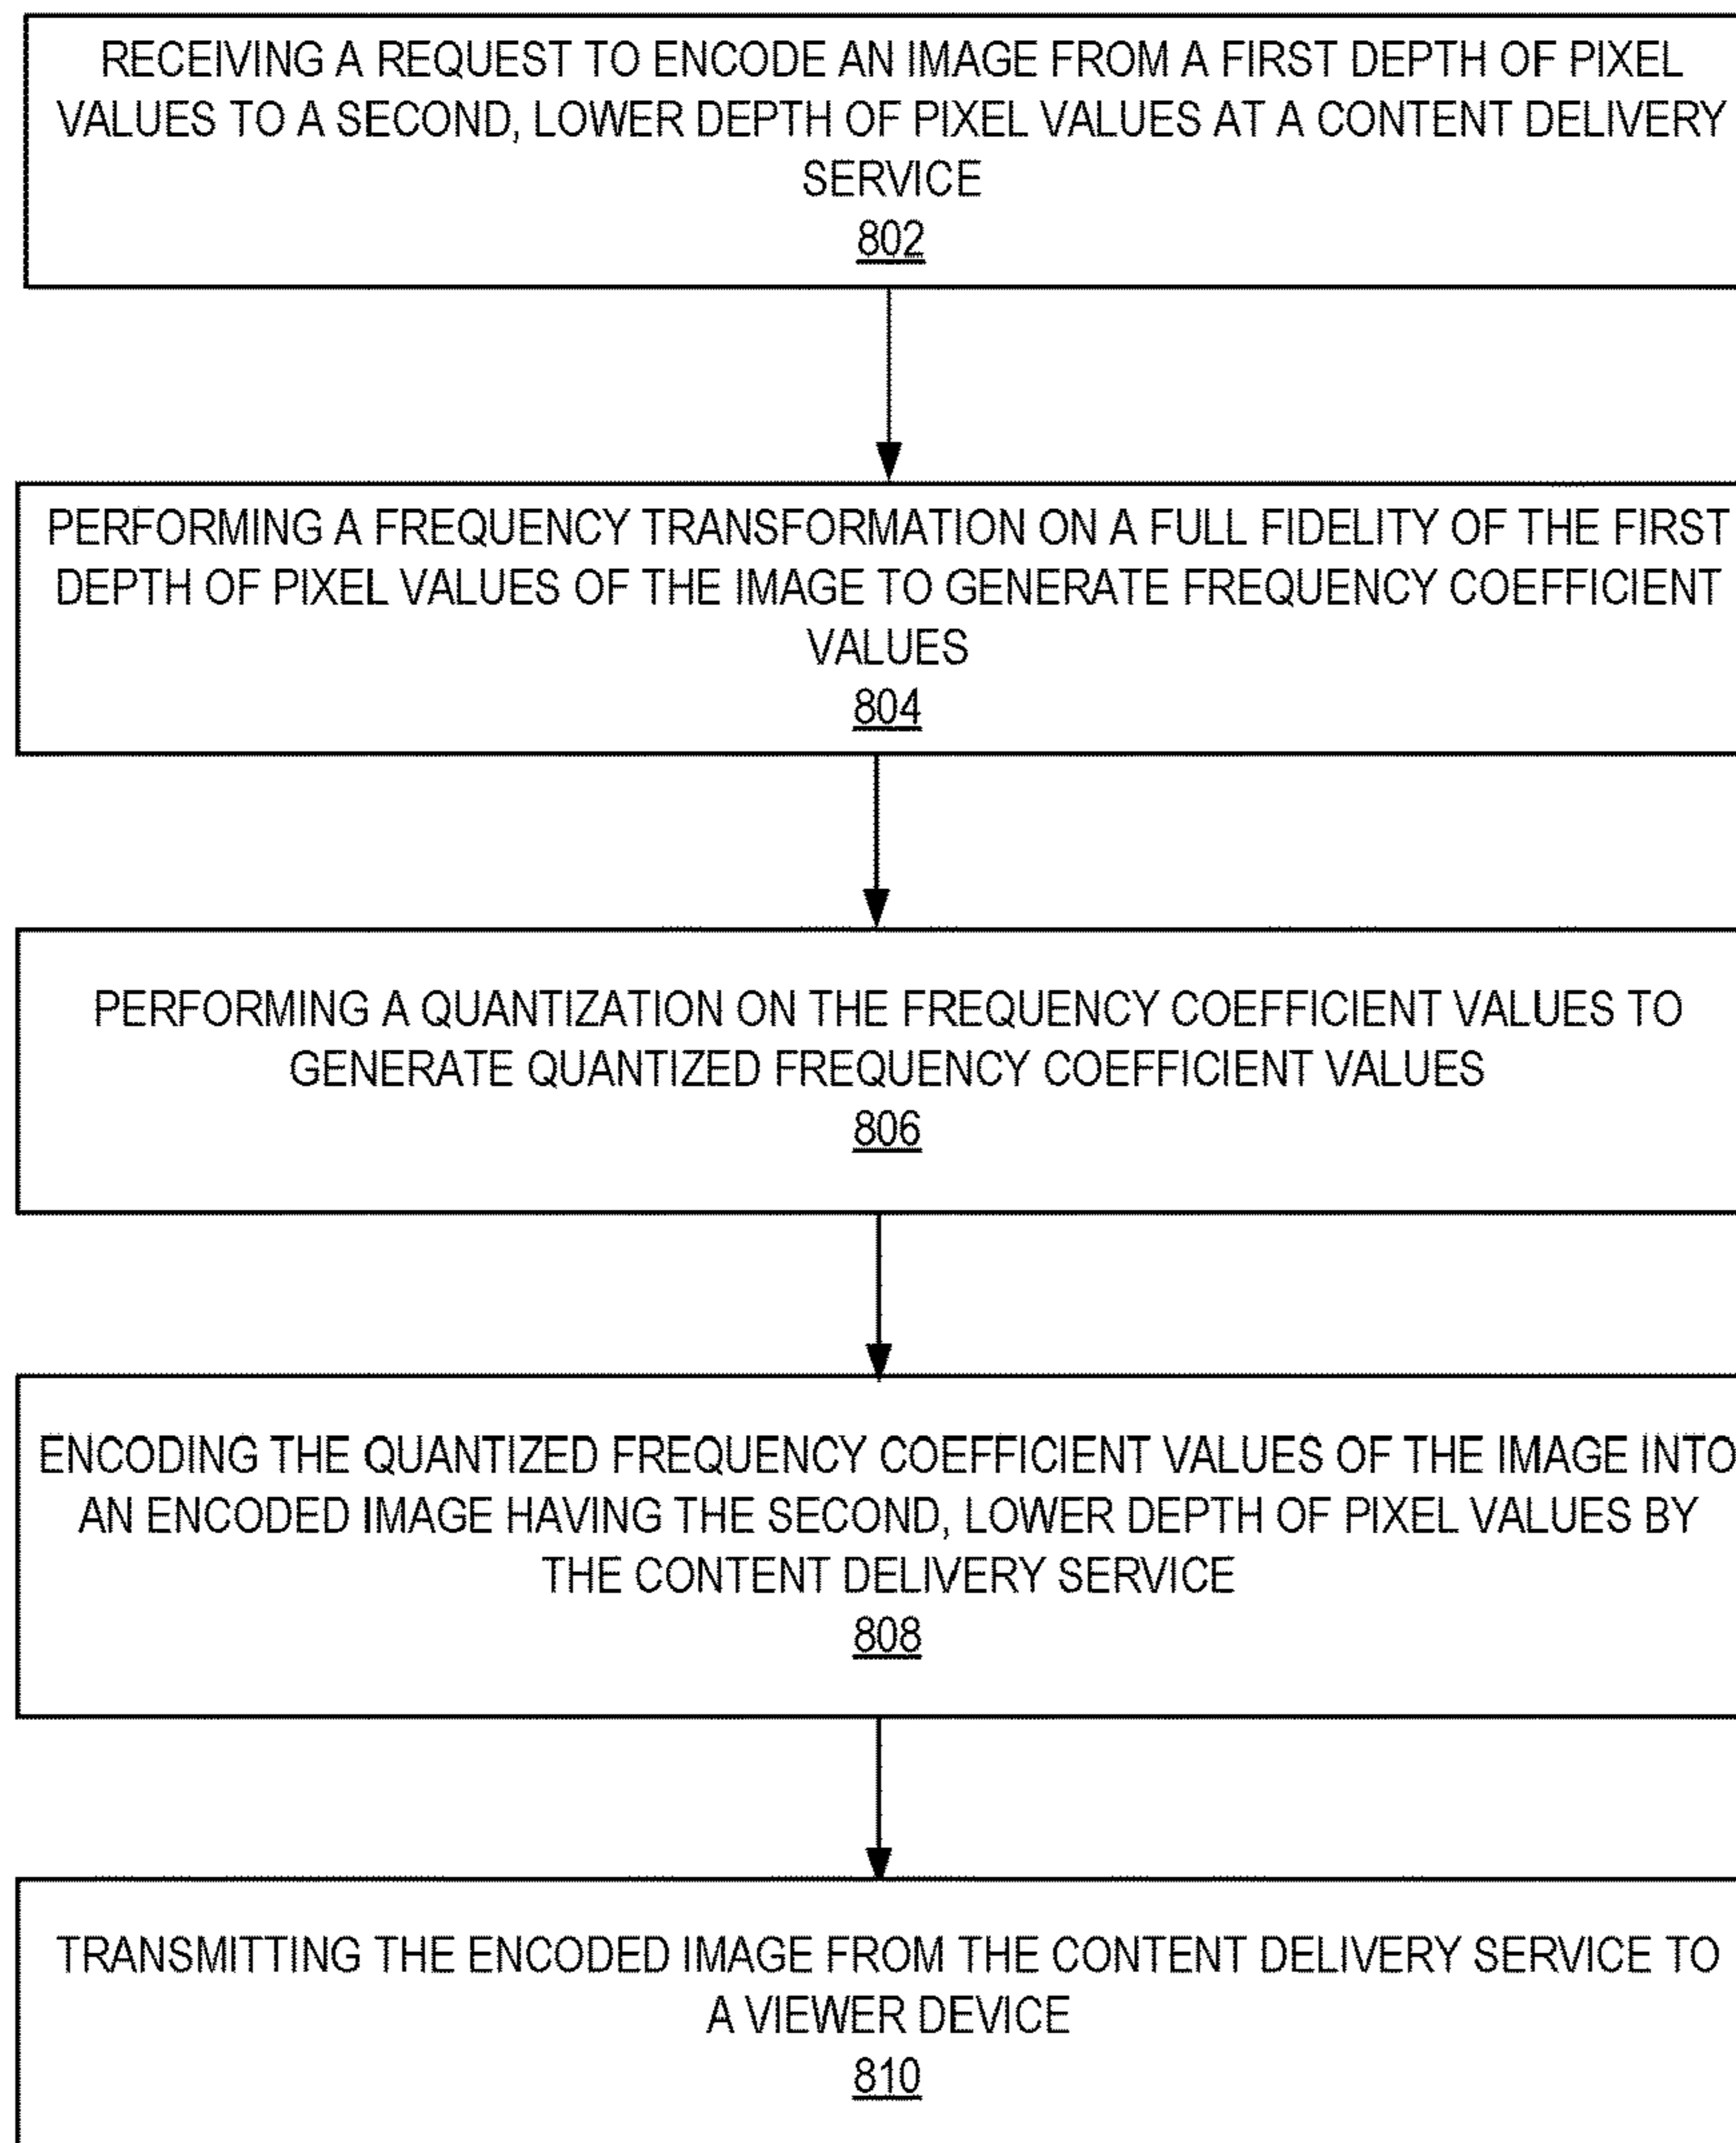 RECEIVING A REQUEST TO ENCODE AN IMAGE FROM A FIRST DEPTH OF PIXEL
VALUES TO A SECOND, LOWER DEPTH OF PIXEL VALUES AT A CONTENT DELIVERY
SERVICE
802
PERFORMING A FREQUENCY TRANSFORMATION ON A FULL FIDELITY OF THE FIRST
DEPTH OF PIXEL VALUES OF THE IMAGE TO GENERATE FREQUENCY COEFFICIENT
VALUES
804
PERFORMING A QUANTIZATION ON THE FREQUENCY COEFFICIENT VALUES TO
GENERATE QUANTIZED FREQUENCY COEFFICIENT VALUES
806
ENCODING THE QUANTIZED FREQUENCY COEFFICIENT VALUES OF THE IMAGE INTO
AN ENCODED IMAGE HAVING THE SECOND, LOWER DEPTH OF PIXEL VALUES BY
THE CONTENT DELIVERY SERVICE
808
TRANSMITTING THE ENCODED IMAGE FROM THE CONTENT DELIVERY SERVICE TO
A VIEWER DEVICE
810